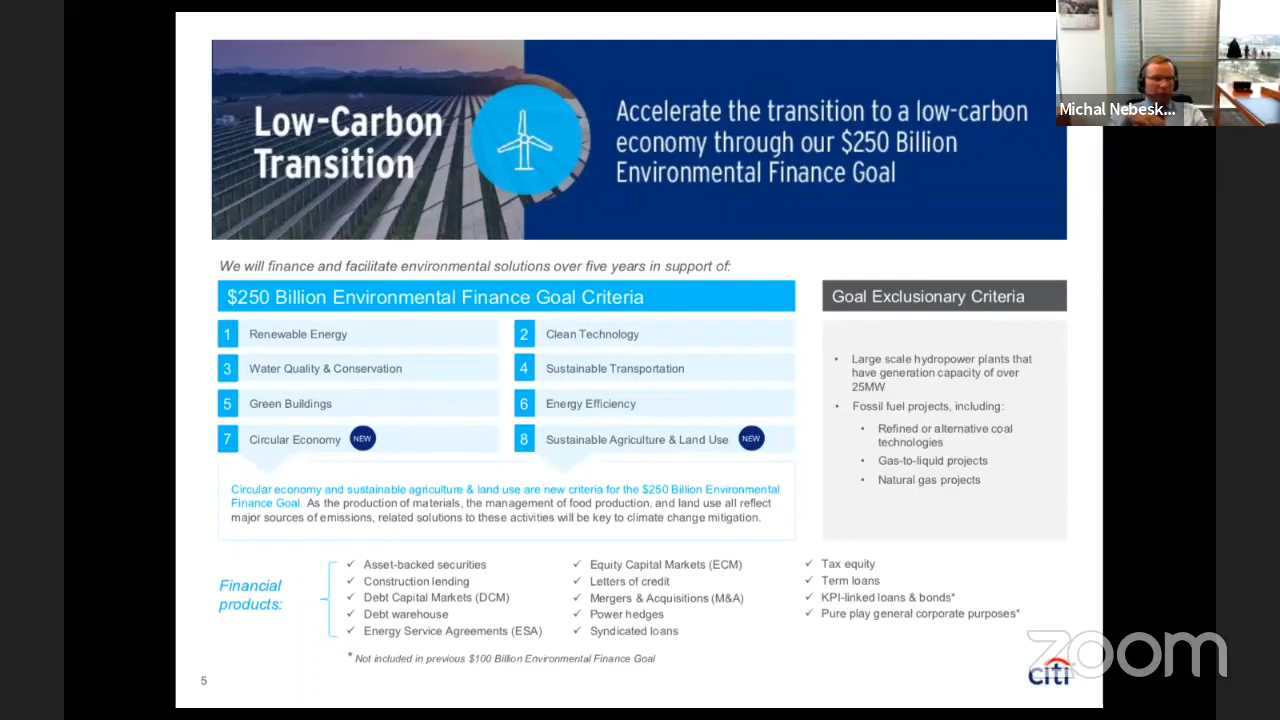 Michal Nebesk...
Low-Carbon
Transition
Accelerate the transition to a low-carbon
economy through our $250 Billion
Environmental Finance Goal
We will finance and facilitate environmental solutions over five years in support of:
$250 Billion Environmental Finance Goal Criteria
1 Renewable Energy
2 Clean Technology
3 Water Quality & Conservation
4 Sustainable Transportation
5 Green Buildings
6 Energy Efficiency
7 Circular Economy NEW
8 Sustainable Agriculture & Land Use NEW
Circular economy and sustainable agriculture & land use are new criteria for the $250 Billion Environmental
Finance Goal. As the production of materials, the management of food production, and land use all reflect
major sources of emissions, related solutions to these activities will be key to climate change mitigation.
Goal Exclusionary Criteria
• Large scale hydropower plants that
have generation capacity of over
25MW
• Fossil fuel projects, including:
• Refined or alternative coal
technologies
• Gas-to-liquid projects
• Natural gas projects
Financial
products:
✓ Asset-backed securities
✓ Construction lending
✓ Debt Capital Markets (DCM)
✓ Debt warehouse
✓ Energy Service Agreements (ESA)
✓ Equity Capital Markets (ECM)
✓ Letters of credit
✓ Mergers & Acquisitions (M&A)
✓ Power hedges
✓ Syndicated loans
✓ Tax equity
✓ Term loans
✓ KPI-linked loans & bonds*
✓ Pure play general corporate purposes*
* Not included in previous $100 Billion Environmental Finance Goal
5
citi
zoom